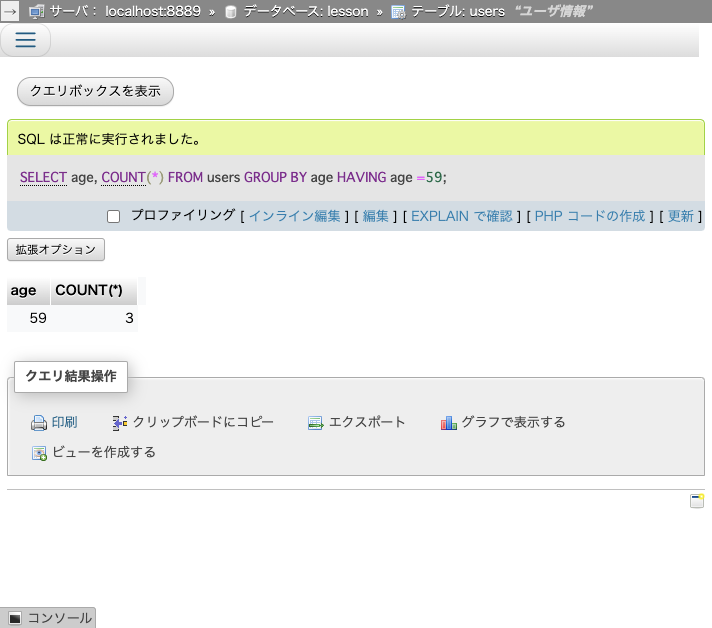 サーバ： localhost:8889 » データベース: lesson » テーブル: users “ユーザ情報”
クエリボックスを表示
SQL は正常に実行されました。
SELECT age, COUNT(*) FROM users GROUP BY age HAVING age =59;
プロファイリング [ インライン編集 ] [ 編集 ] [ EXPLAIN で確認 ] [ PHP コードの作成 ] [ 更新 ]
拡張オプション
age COUNT(*)
59 3
クエリ結果操作
印刷 クリップボードにコピー エクスポート グラフで表示する
ビューを作成する
コンソール